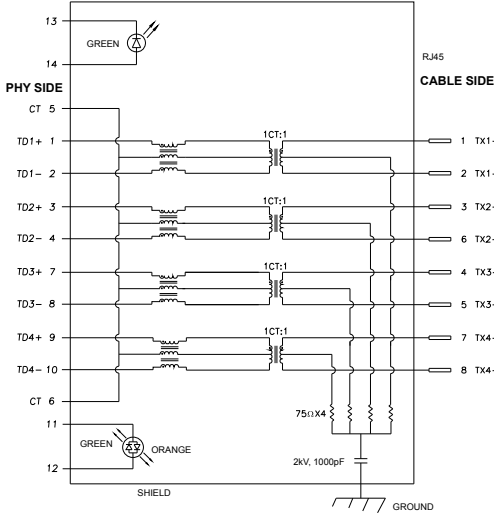 13
GREEN
14
RJ45
PHY SIDE
CABLE SIDE
CT 5
1CT:1
TD1+ 1
1 TX1-
TD1- 2
2 TX1-
1CT:1
TD2+ 3
3 TX2-
TD2- 4
6 TX2-
1CT:1
TD3+ 7
4 TX3-
TD3- 8
5 TX3-
1CT:1
TD4+ 9
7 TX4-
TD4- 10
8 TX4-
CT 6
75ΩX4
11
GREEN
ORANGE
12
2kV, 1000pF
SHIELD
GROUND